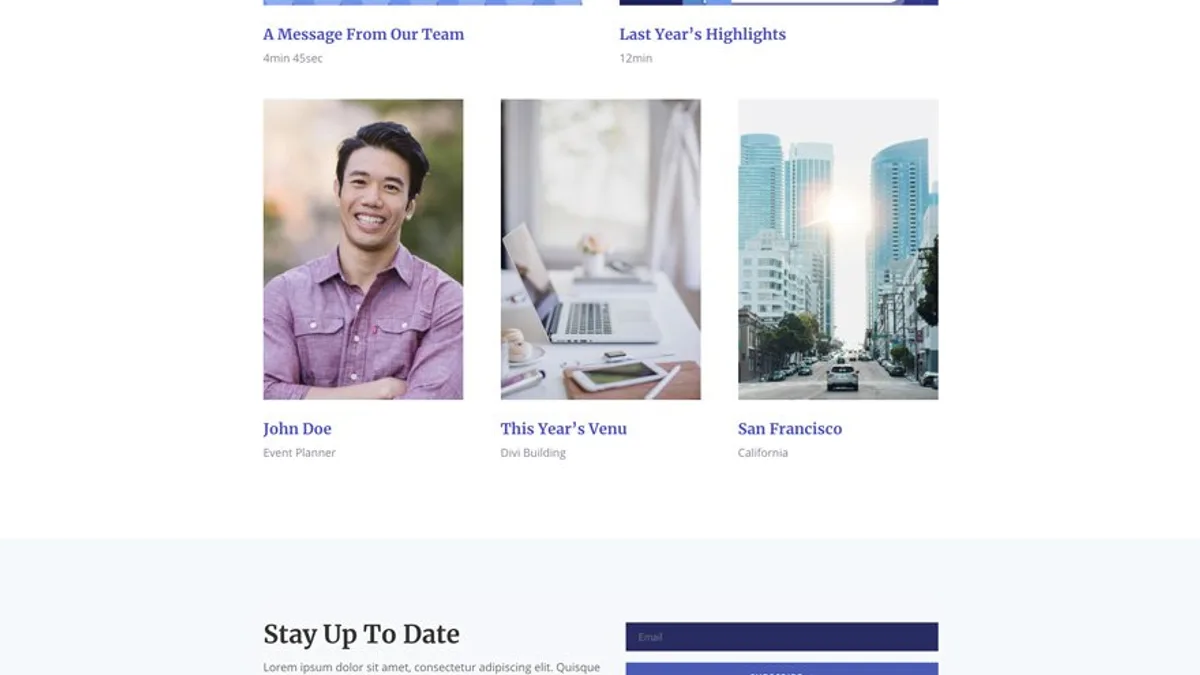 A Message From Our Team
4min 45sec
Last Year's Highlights
12min
John Doe
Event Planner
This Year's Venu
Divi Building
San Francisco
California
Stay Up To Date
Lorem ipsum dolor sit amet, consectetur adipiscing elit. Quisque
Email